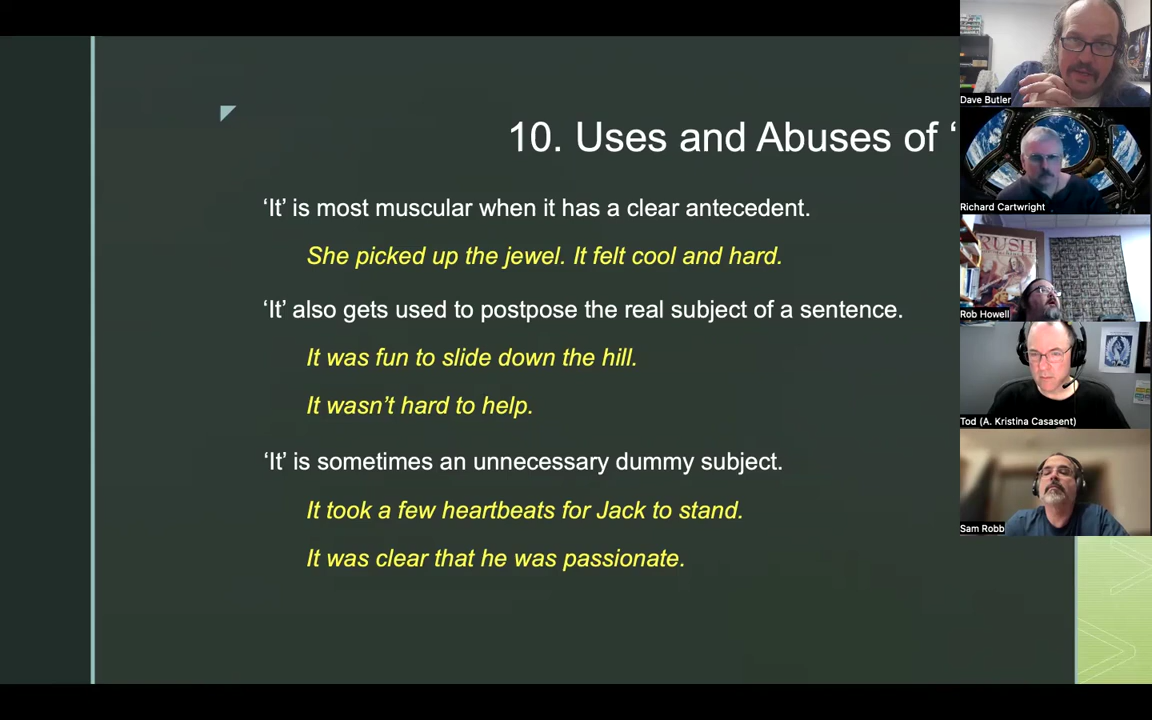 10. Uses and Abuses of ‘
‘It’ is most muscular when it has a clear antecedent.
She picked up the jewel. It felt cool and hard.
‘It’ also gets used to postpose the real subject of a sentence.
It was fun to slide down the hill.
It wasn’t hard to help.
‘It’ is sometimes an unnecessary dummy subject.
It took a few heartbeats for Jack to stand.
It was clear that he was passionate.
Dave Butler
Richard Cartwright
RUSH
Rob Howell
Tod (A. Kristina Casasent)
Sam Robb